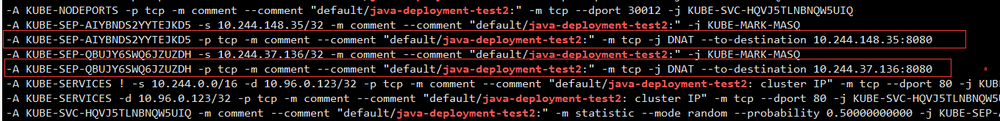 -A KUBE-NODEPORTS -p tcp -m comment --comment "default/java-deployment-test2:" -m tcp --dport 30012 -j KUBE-SVC-HQVJ5TLNBNQW5UIQ
-A KUBE-SEP-AIYBNDS2YYTEJKD5 -s 10.244.148.35/32 -m comment --comment "default/java-deployment-test2:" -j KUBE-MARK-MASQ
-A KUBE-SEP-AIYBNDS2YYTEJKD5 -p tcp -m comment --comment "default/java-deployment-test2:" -m tcp -j DNAT --to-destination 10.244.148.35:8080
-A KUBE-SEP-QBUJY6SWQ6JZUZDH -s 10.244.37.136/32 -m comment --comment "default/java-deployment-test2:" -j KUBE-MARK-MASQ
-A KUBE-SEP-QBUJY6SWQ6JZUZDH -p tcp -m comment --comment "default/java-deployment-test2:" -m tcp -j DNAT --to-destination 10.244.37.136:8080
-A KUBE-SERVICES ! -s 10.244.0.0/16 -d 10.96.0.123/32 -p tcp -m comment --comment "default/java-deployment-test2: cluster IP" -m tcp --dport 80 -j KUB
-A KUBE-SERVICES -d 10.96.0.123/32 -p tcp -m comment --comment "default/java-deployment-test2: cluster IP" -m tcp --dport 80 -j KUBE-SVC-HQVJ5TLNBNQW5
-A KUBE-SVC-HQVJ5TLNBNQW5UIQ -m comment --comment "default/java-deployment-test2:" -m statistic --mode random --probability 0.50000000000 -j KUBE-SEP-